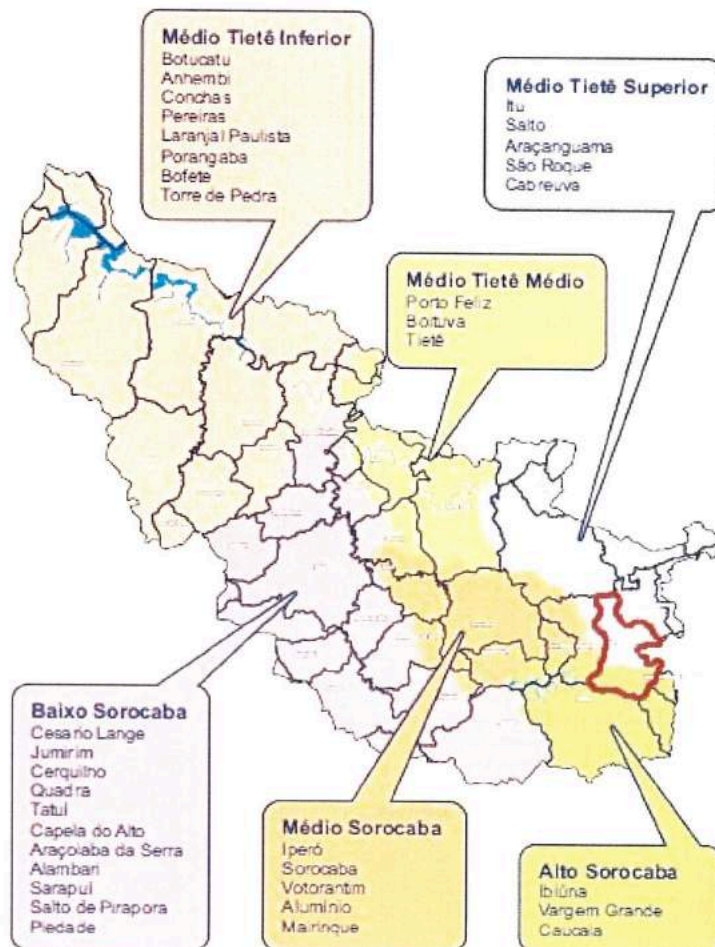 Médio Tietê Inferior
Botucatu
Anhembi
Conchas
Pereiras
Laranjal Paulista
Porangaba
Bofete
Torre de Pedra
Médio Tietê Superior
Itu
Salto
Araçanguama
São Roque
Cabreuva
Médio Tietê Médio
Porto Feliz
Boituva
Tietê
Baixo Sorocaba
Cesario Lange
Jumirim
Cerquilho
Quadra
Tatuí
Capela do Alto
Araçoiaba da Serra
Alambari
Sarapuí
Salto de Pirapora
Piedade
Médio Sorocaba
Iperó
Sorocaba
Votorantim
Alumínio
Mairinque
Alto Sorocaba
Ibiúna
Vargem Grande
Caucaia